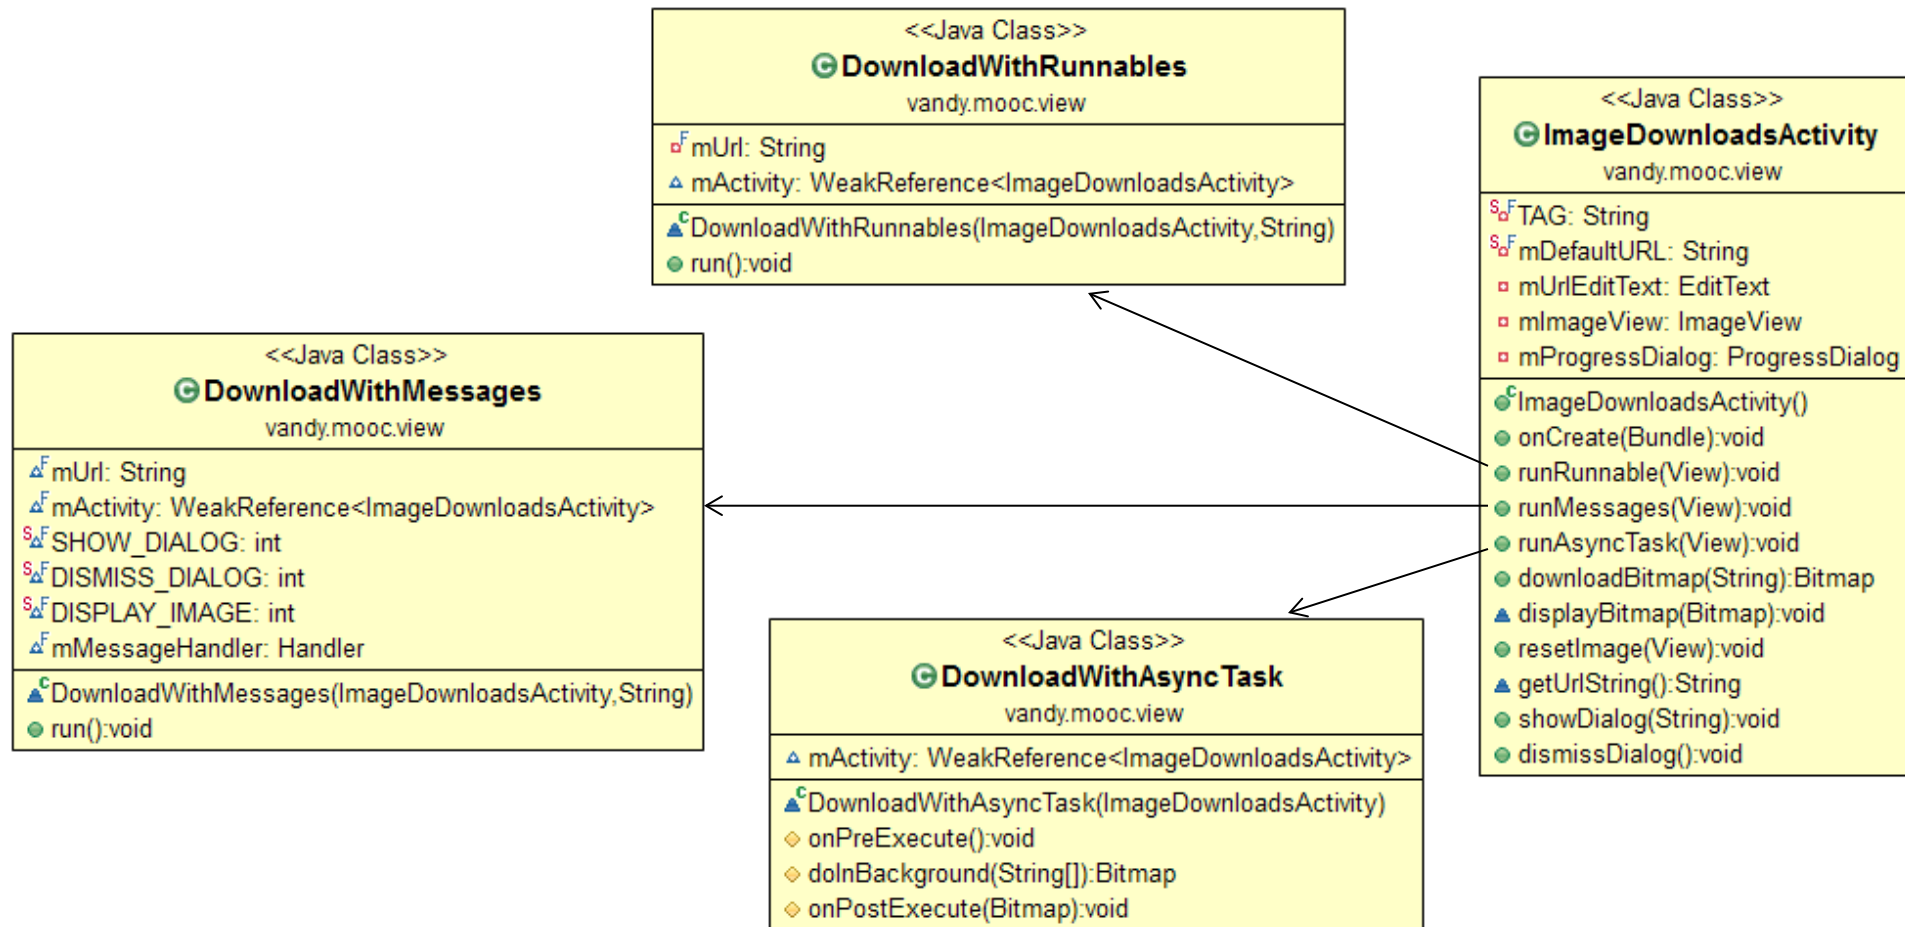 <<Java Class>>
DownloadWithRunnables
vandy.mooc.view
mUrl: String
mActivity: WeakReference<ImageDownloadsActivity>
DownloadWithRunnables(ImageDownloadsActivity,String)
run():void
<<Java Class>>
ImageDownloadsActivity
vandy.mooc.view
TAG: String
mDefaultURL: String
mUrlEditText: EditText
mImageView: ImageView
mProgressDialog: ProgressDialog
ImageDownloadsActivity()
onCreate(Bundle):void
runRunnable(View):void
runMessages(View):void
runAsyncTask(View):void
downloadBitmap(String):Bitmap
displayBitmap(Bitmap):void
resetImage(View):void
getUrlString():String
showDialog(String):void
dismissDialog():void
<<Java Class>>
DownloadWithMessages
vandy.mooc.view
mUrl: String
mActivity: WeakReference<ImageDownloadsActivity>
SHOW_DIALOG: int
DISMISS_DIALOG: int
DISPLAY_IMAGE: int
mMessageHandler: Handler
DownloadWithMessages(ImageDownloadsActivity,String)
run():void
<<Java Class>>
DownloadWithAsyncTask
vandy.mooc.view
mActivity: WeakReference<ImageDownloadsActivity>
DownloadWithAsyncTask(ImageDownloadsActivity)
onPreExecute():void
doInBackground(String[]):Bitmap
onPostExecute(Bitmap):void